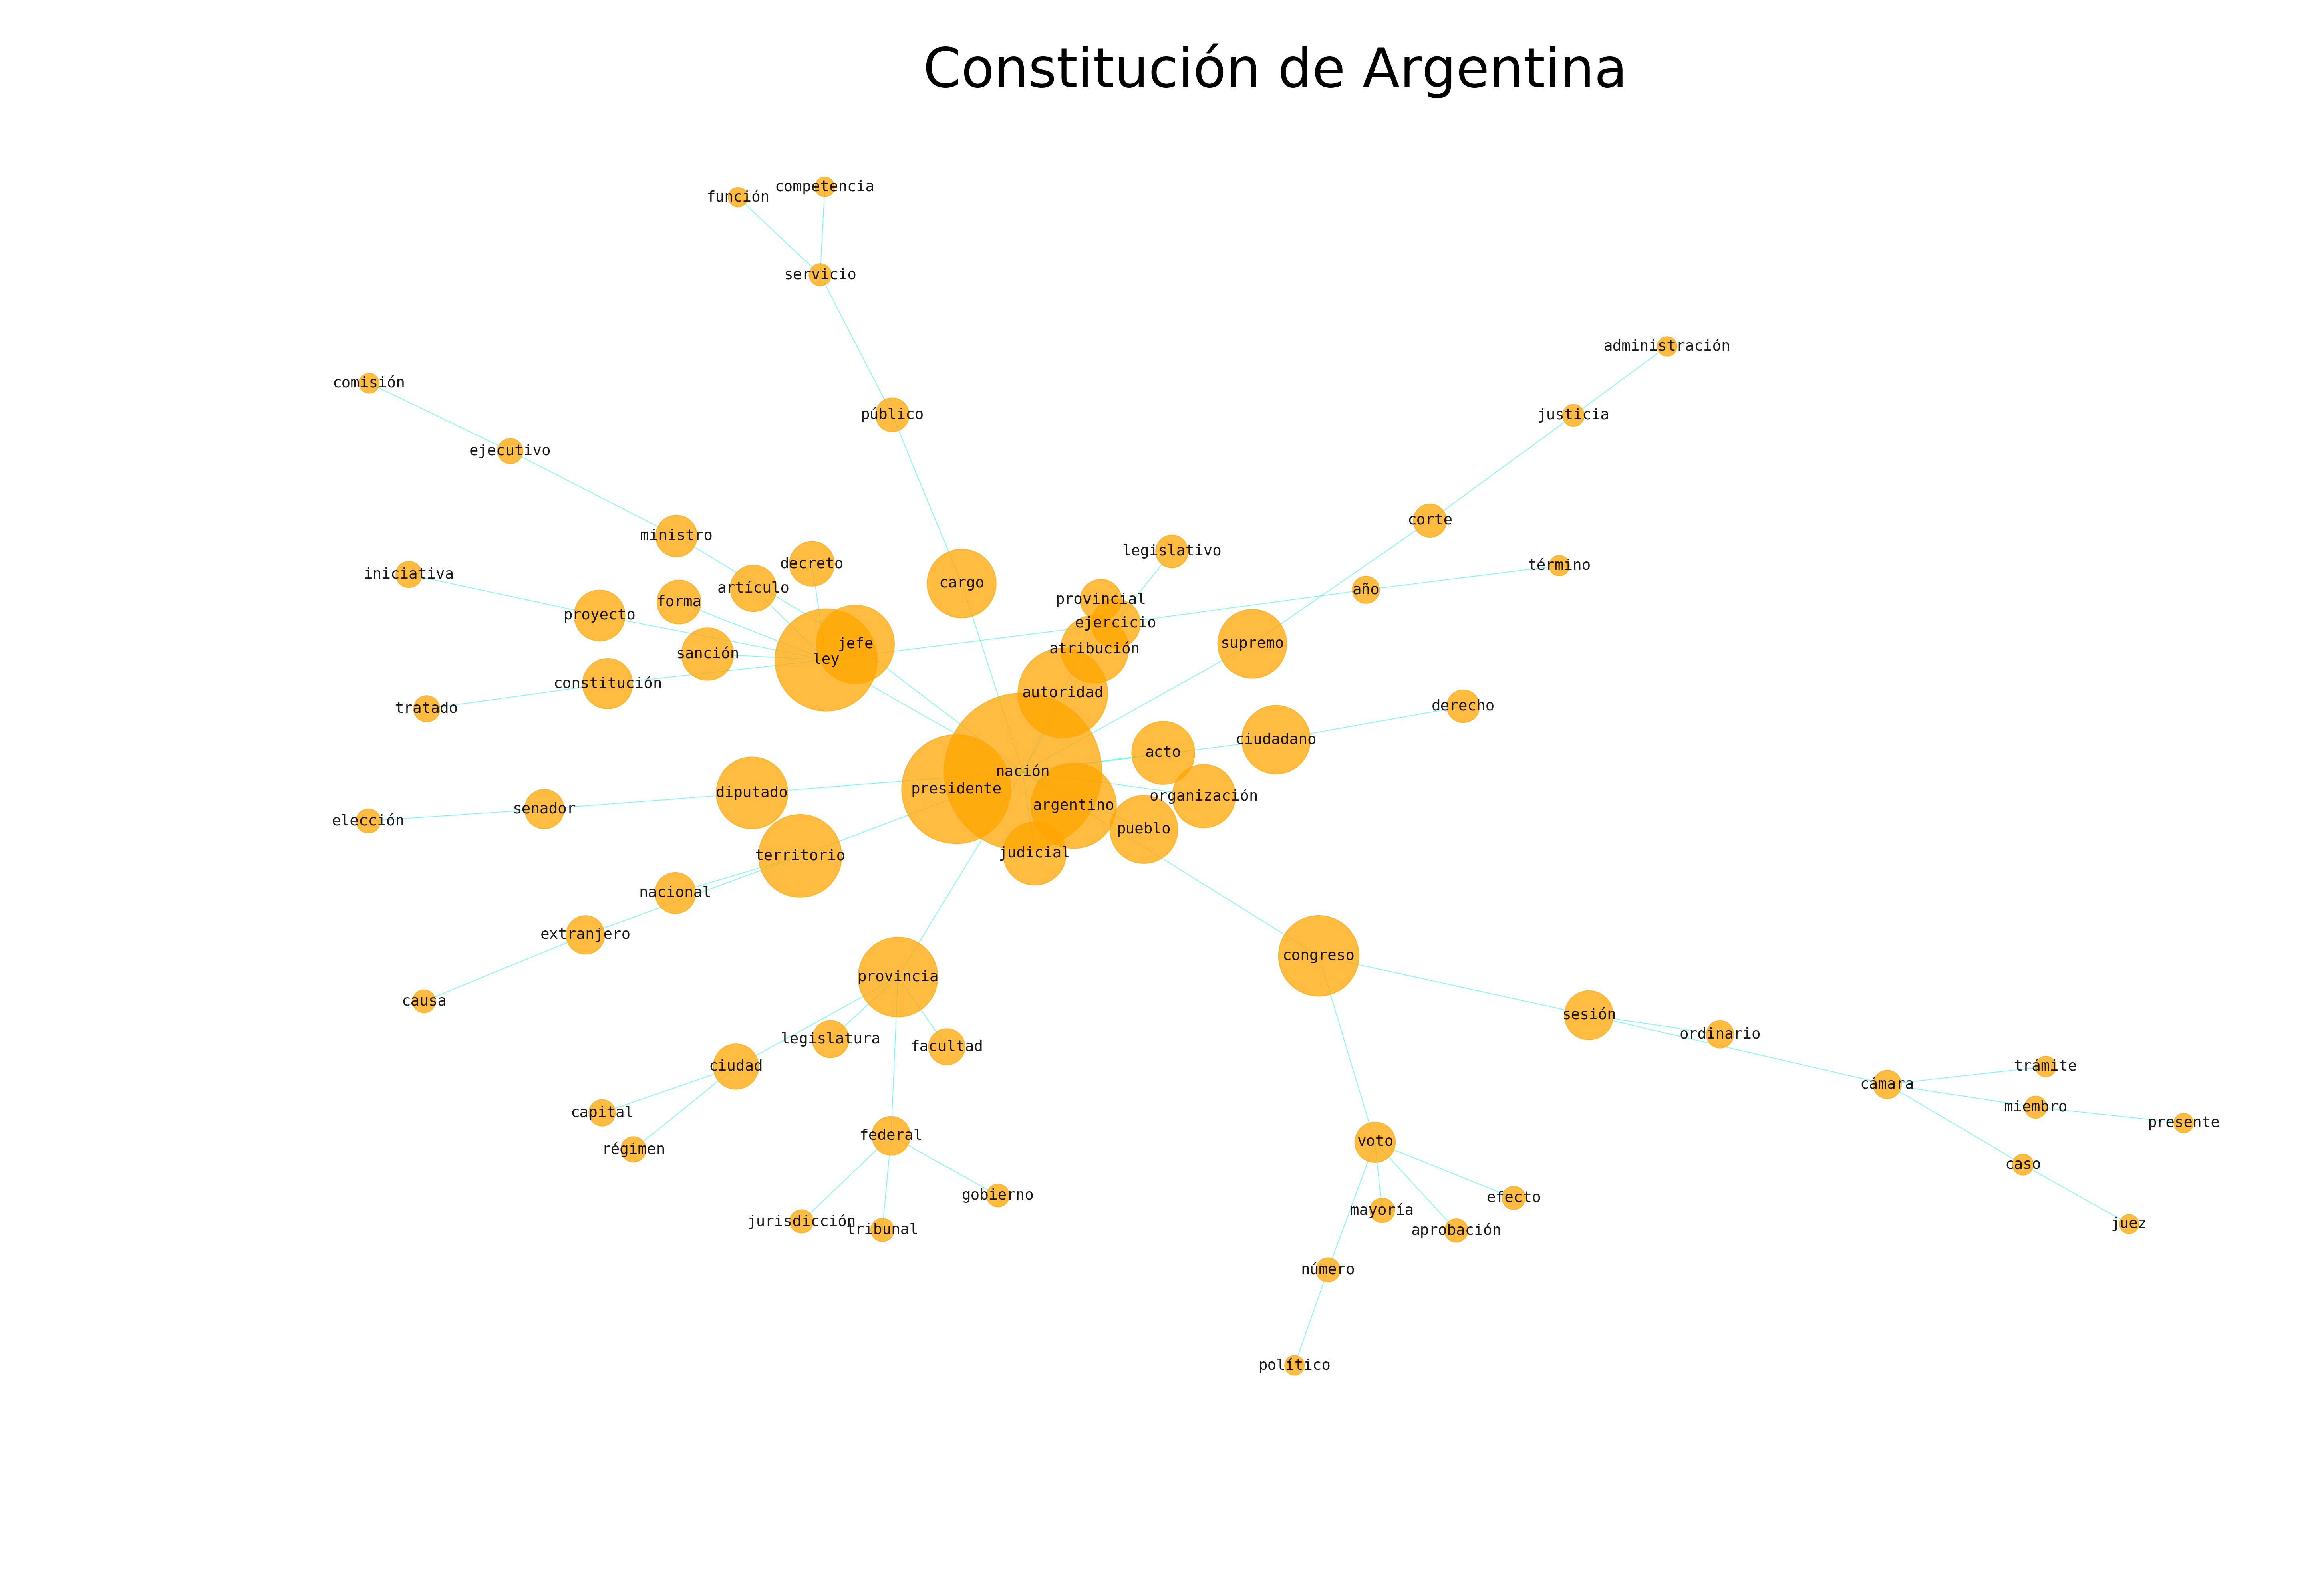 Constitución de Argentina
competencia
función
servicio
administración
comisión
público
justicia
ejecutivo
corte
ministro
legislativo
decreto
término
iniciativa
cargo
artículo
año
provincial
forma
proyecto
ejercicio
jefe
supremo
atribución
sanción
ley
constitución
autoridad
derecho
tratado
ciudadano
acto
nación
presidente
diputado
organización
argentino
senador
elección
pueblo
judicial
territorio
nacional
extranjero
congreso
provincia
causa
sesión
ordinario
legislatura
facultad
ciudad
trámite
cámara
miembro
capital
presente
federal
voto
régimen
caso
gobierno
efecto
mayoría
jurisdicción
juez
tribunal
aprobación
número
político